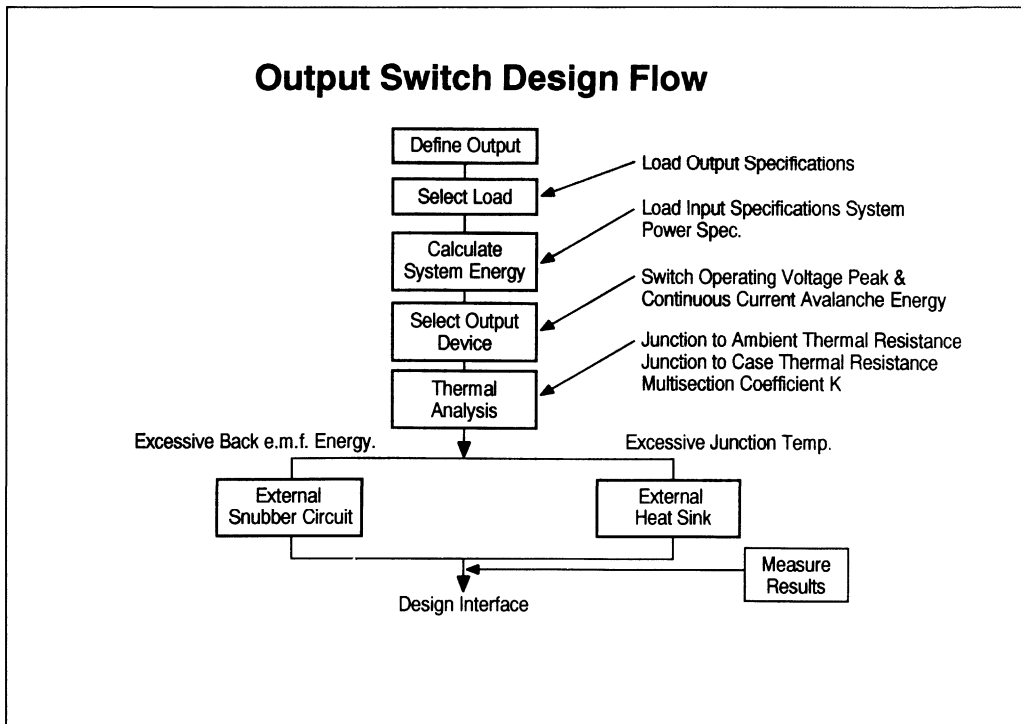 Output Switch Design Flow
Define Output
Select Load
Load Output Specifications
Calculate
System Energy
Load Input Specifications System
Power Spec.
Select Output
Device
Switch Operating Voltage Peak &
Continuous Current Avalanche Energy
Thermal
Analysis
Junction to Ambient Thermal Resistance
Junction to Case Thermal Resistance
Multisection Coefficient K
Excessive Back e.m.f. Energy.
Excessive Junction Temp.
External
Snubber Circuit
External
Heat Sink
Measure
Results
Design Interface